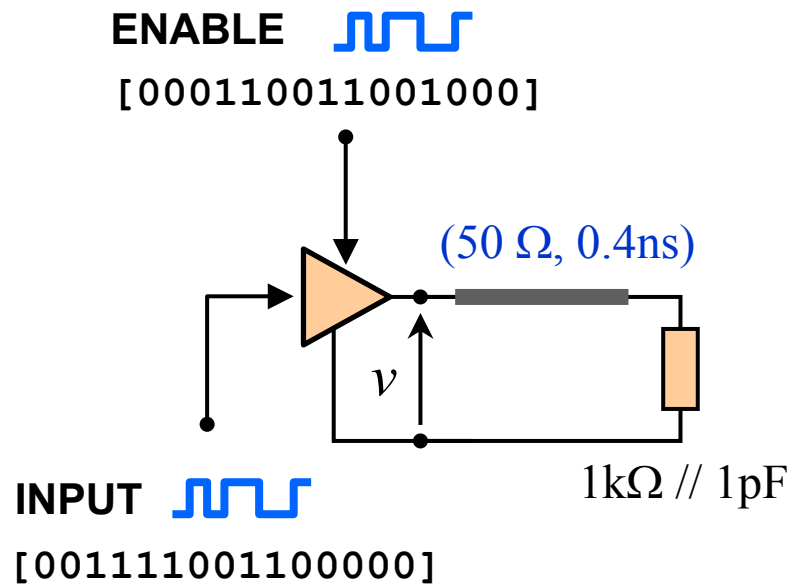 ENABLE
[000110011001000]
(50 Ω, 0.4ns)
v
1kΩ // 1pF
INPUT
[001111001100000]